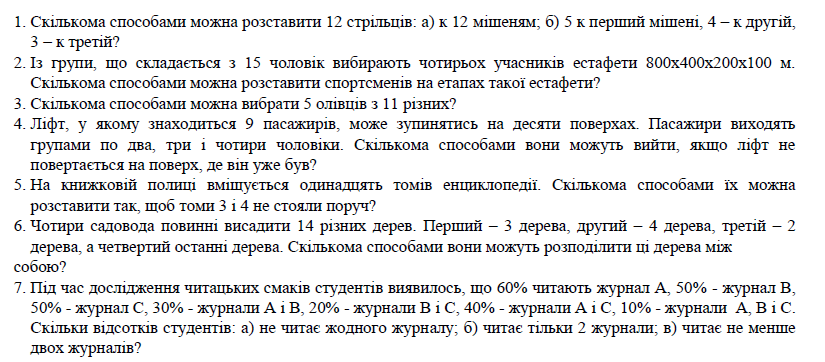 1. Скількома способами можна розставити 12 стрільців: а) к 12 мішеням; б) 5 к перший мішені, 4 – к другій,
3 – к третій?
2. Із групи, що складається з 15 чоловік вибирають чотирьох учасників естафети 800х400х200х100 м.
Скількома способами можна розставити спортсменів на етапах такої естафети?
3. Скількома способами можна вибрати 5 олівців з 11 різних?
4. Ліфт, у якому знаходиться 9 пасажирів, може зупинятись на десяти поверхах. Пасажири виходять
групами по два, три і чотири чоловіки. Скількома способами вони можуть вийти, якщо ліфт не
повертається на поверх, де він уже був?
5. На книжковій полиці вміщується одинадцять томів енциклопедії. Скількома способами їх можна
розставити так, щоб томи 3 і 4 не стояли поруч?
6. Чотири садовода повинні висадити 14 різних дерев. Перший – 3 дерева, другий – 4 дерева, третій – 2
дерева, а четвертий останні дерева. Скількома способами вони можуть розподілити ці дерева між
собою?
7. Під час дослідження читацьких смаків студентів виявилось, що 60% читають журнал А, 50% - журнал В,
50% - журнал С, 30% - журнали А і В, 20% - журнали В і С, 40% - журнали А і С, 10% - журнали А, В і С.
Скільки відсотків студентів: а) не читає жодного журналу; б) читає тільки 2 журнали; в) читає не менше
двох журналів?